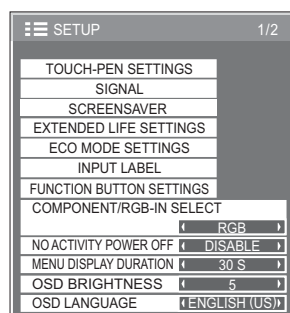 SETUP 1/2
TOUCH-PEN SETTINGS
SIGNAL
SCREENSAVER
EXTENDED LIFE SETTINGS
ECO MODE SETTINGS
INPUT LABEL
FUNCTION BUTTON SETTINGS
COMPONENT/RGB-IN SELECT
RGB
NO ACTIVITY POWER OFF DISABLE
MENU DISPLAY DURATION 30 S
OSD BRIGHTNESS 5
OSD LANGUAGE ENGLISH (US)